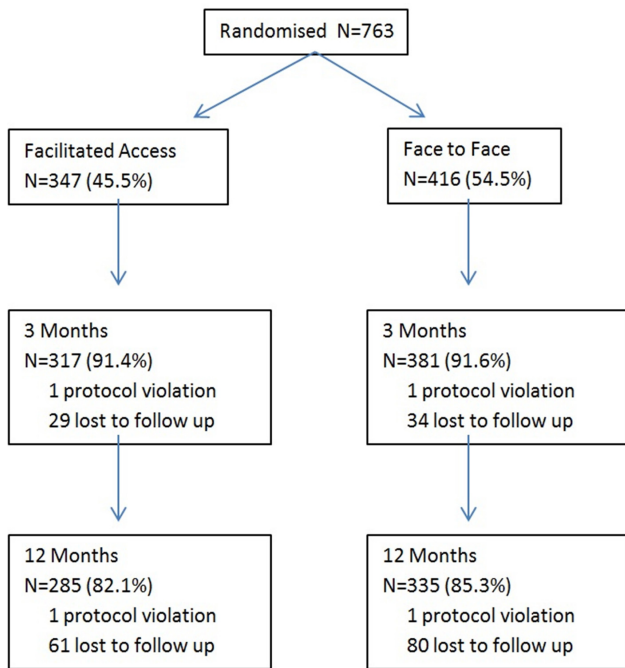 Randomised N=763
Facilitated Access
N=347 (45.5%)
Face to Face
N=416 (54.5%)
3 Months
N=317 (91.4%)
1 protocol violation
29 lost to follow up
3 Months
N=381 (91.6%)
1 protocol violation
34 lost to follow up
12 Months
N=285 (82.1%)
1 protocol violation
61 lost to follow up
12 Months
N=335 (85.3%)
1 protocol violation
80 lost to follow up